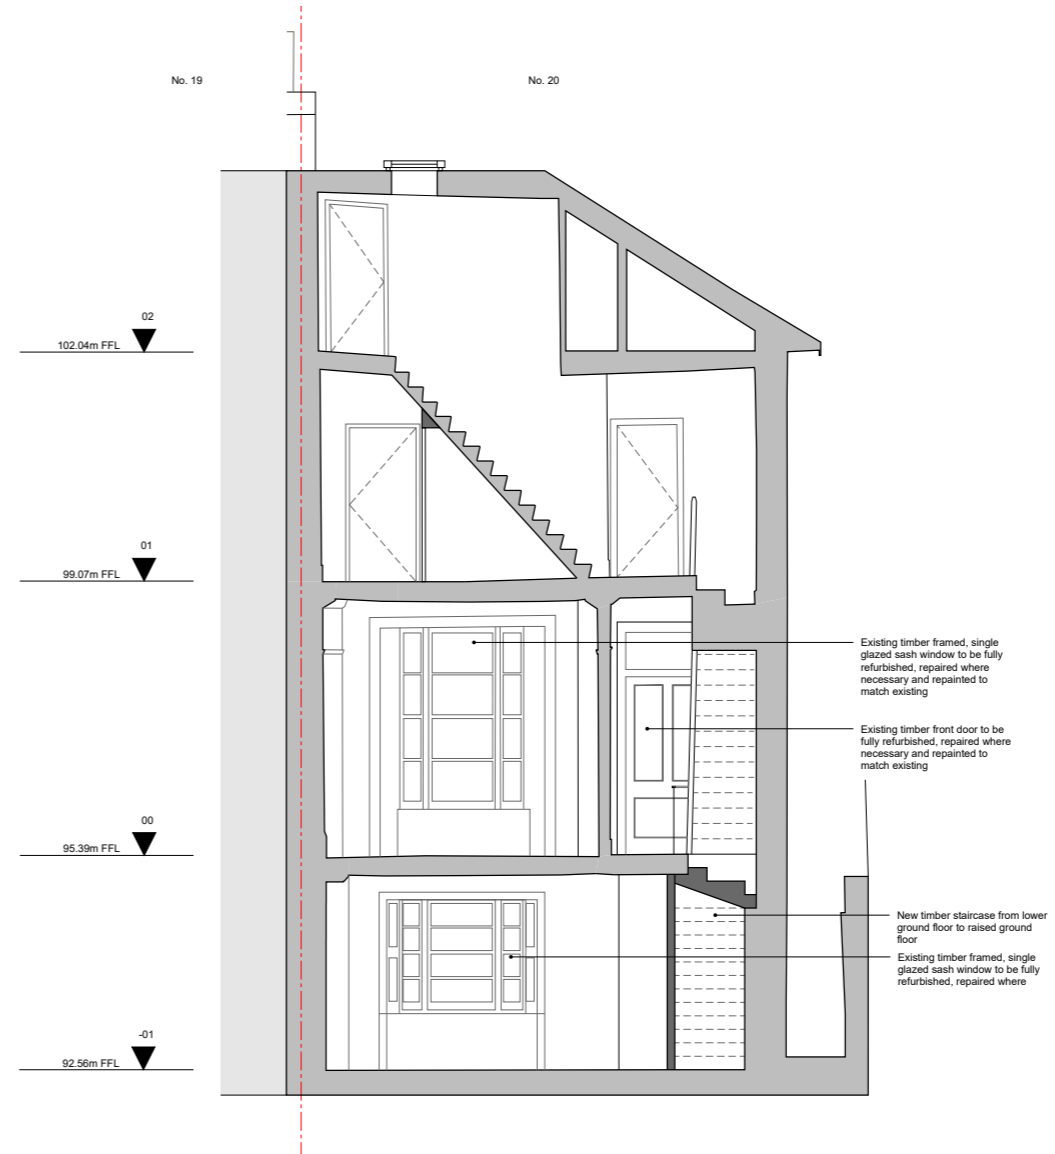 No. 19
No. 20
02
102.04m FFL
01
99.07m FFL
Existing timber framed, single
glazed sash window to be fully
refurbished, repaired where
necessary and repainted to
match existing
Existing timber front door to be
fully refurbished, repaired where
necessary and repainted to
match existing
00
95.39m FFL
New timber staircase from lower
ground floor to raised ground
floor
Existing timber framed, single
glazed sash window to be fully
refurbished, repaired where
-01
92.56m FFL